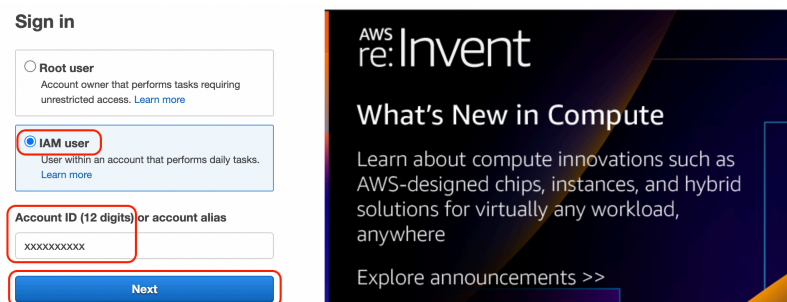 Sign in
Root user
Account owner that performs tasks requiring
unrestricted access. Learn more
IAM user
User within an account that performs daily tasks.
Learn more
Account ID (12 digits) or account alias
xxxxxxxxxx
Next
AWS
re:Invent
What's New in Compute
Learn about compute innovations such as
AWS-designed chips, instances, and hybrid
solutions for virtually any workload,
anywhere
Explore announcements >>